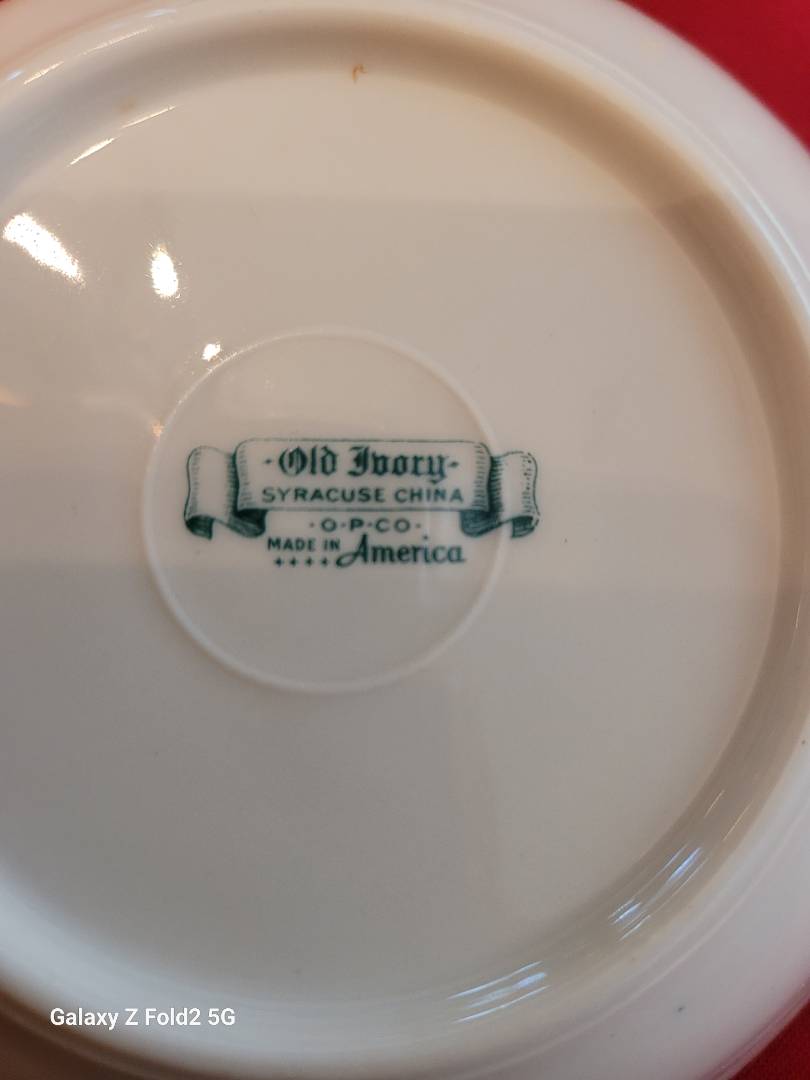 -Old Ivory-
SYRACUSE CHINA
·O·P·CO·
MADE IN America
++++
Galaxy Z Fold2 5G